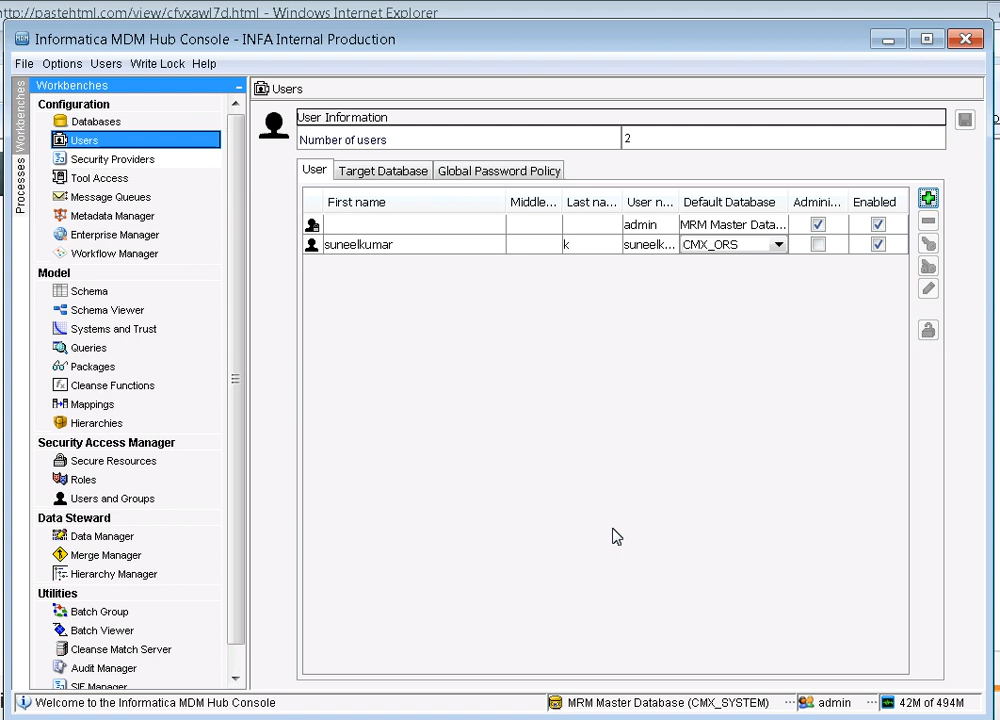 http://pastehtml.com/view/cfvxawl7d.html - Windows Internet Explorer
Informatica MDM Hub Console - INFA Internal Production
File Options Users Write Lock Help
Workbenches
Processes
Workbenches
Configuration
Databases
Users
Security Providers
Tool Access
Message Queues
Metadata Manager
Enterprise Manager
Workflow Manager
Model
Schema
Schema Viewer
Systems and Trust
Queries
Packages
Cleanse Functions
Mappings
Hierarchies
Security Access Manager
Secure Resources
Roles
Users and Groups
Data Steward
Data Manager
Merge Manager
Hierarchy Manager
Utilities
Batch Group
Batch Viewer
Cleanse Match Server
Audit Manager
SIF Manager
Users
User Information
Number of users 2
User Target Database Global Password Policy
First name Middle... Last na... User n... Default Database Admini... Enabled
admin MRM Master Data...
suneelkumar k suneelk... CMX_ORS
Welcome to the Informatica MDM Hub Console MRM Master Database (CMX_SYSTEM) ... admin ... 42M of 494M